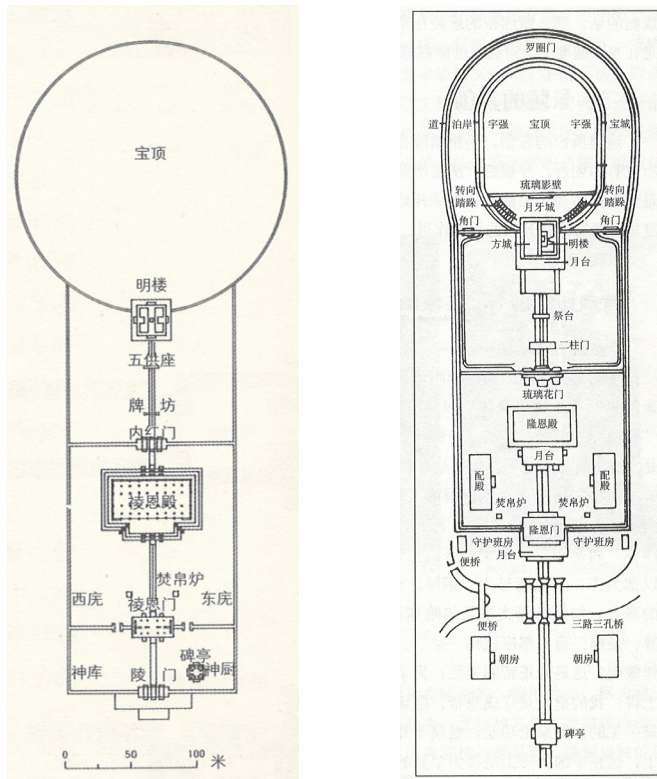 宝顶
明楼
五供座
牌坊
内红门
祾恩殿
焚帛炉
祾恩门
西庑
东庑
神库
碑亭
神厨
陵门
0 50 100 米
罗圈门
道 泊岸 宇强 宝顶 宇强 宝城
琉璃影壁
转向踏跺
月牙城
转向踏跺
角门
角门
方城
明楼
月台
祭台
二柱门
琉璃花门
隆恩殿
月台
配殿
配殿
焚帛炉
焚帛炉
隆恩门
守护班房
守护班房
月台
便桥
便桥
三路三孔桥
朝房
朝房
碑亭